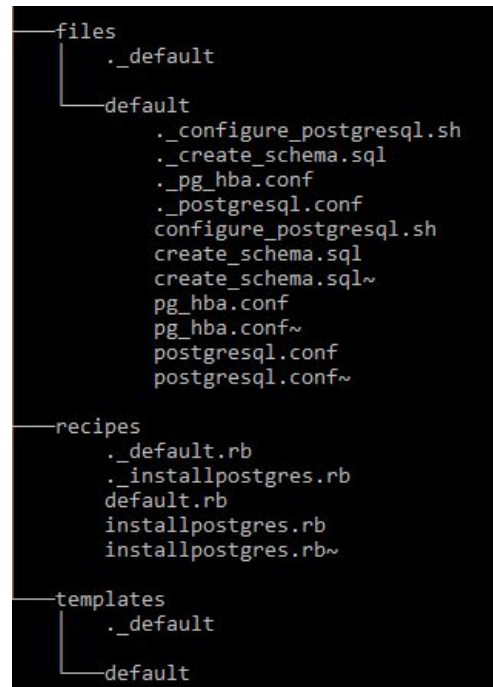 files
._default
default
._configure_postgresql.sh
._create_schema.sql
._pg_hba.conf
._postgresql.conf
configure_postgresql.sh
create_schema.sql
create_schema.sql~
pg_hba.conf
pg_hba.conf~
postgresql.conf
postgresql.conf~
recipes
._default.rb
._installpostgres.rb
default.rb
installpostgres.rb
installpostgres.rb~
templates
._default
default